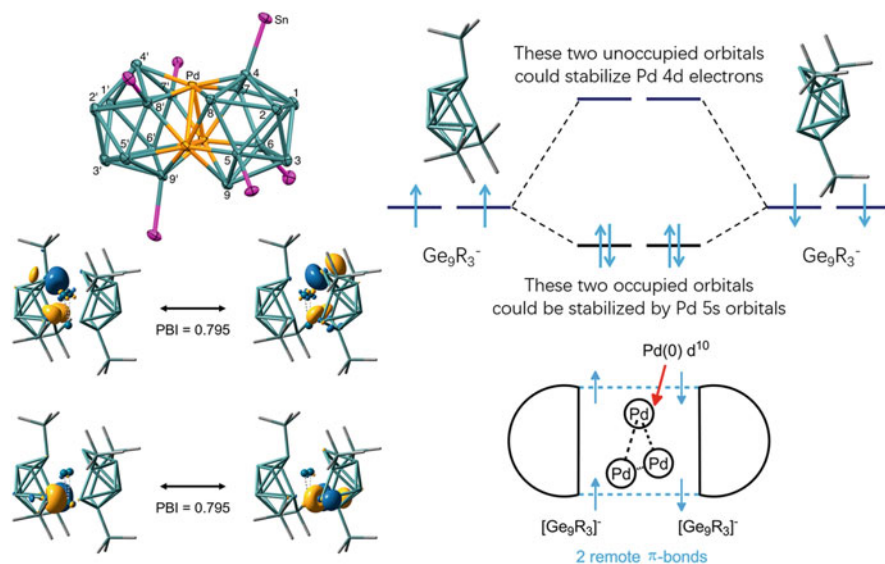 Sn
Pd
4'
1'
2'
7'
8'
5'
6'
3'
9'
4
7
8
1
2
5
6
3
9
PBI = 0.795
PBI = 0.795
These two unoccupied orbitals
could stabilize Pd 4d electrons
Ge₉R₃⁻
Ge₉R₃⁻
These two occupied orbitals
could be stabilized by Pd 5s orbitals
Pd(0) d¹⁰
Pd
Pd
Pd
[Ge₉R₃]⁻
[Ge₉R₃]⁻
2 remote π-bonds